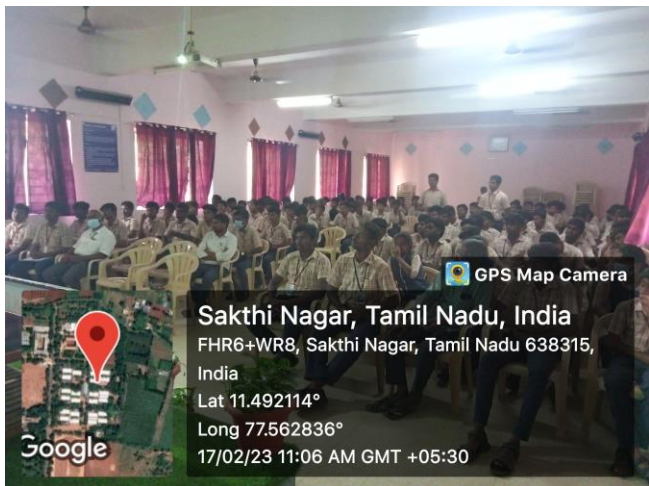 GPS Map Camera
Sakthi Nagar, Tamil Nadu, India
FHR6+WR8, Sakthi Nagar, Tamil Nadu 638315,
India
Lat 11.492114°
Long 77.562836°
17/02/23 11:06 AM GMT +05:30
Google